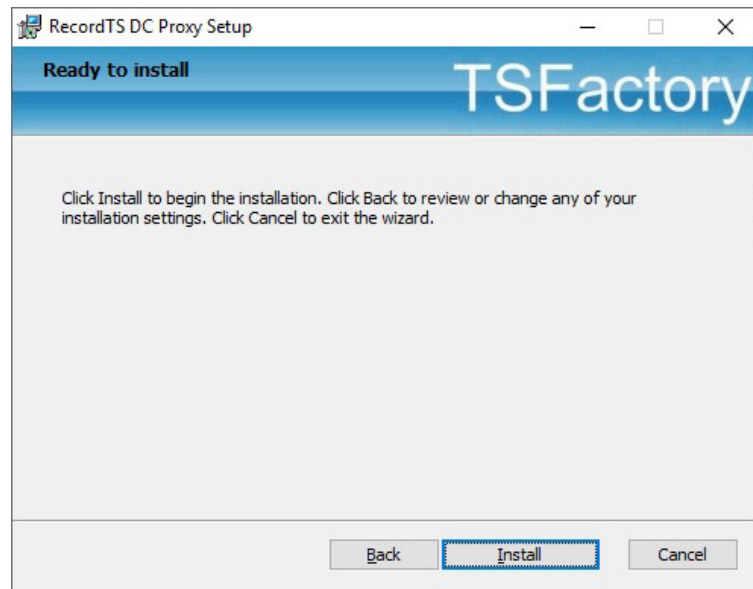 RecordTS DC Proxy Setup
Ready to install
TSFactory
Click Install to begin the installation. Click Back to review or change any of your
installation settings. Click Cancel to exit the wizard.
Back
Install
Cancel